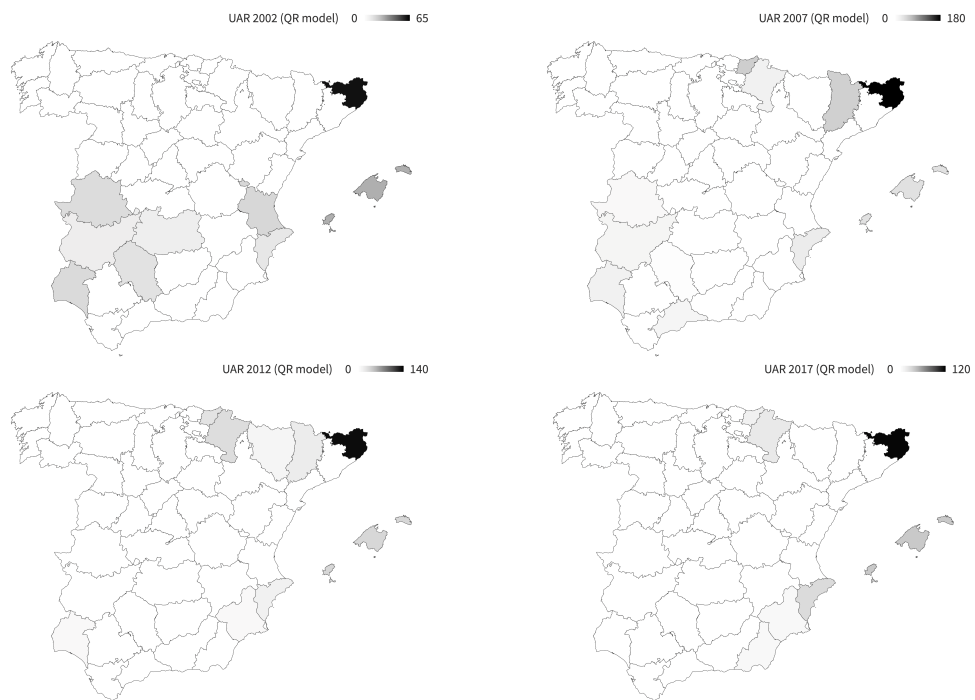 UAR 2002 (QR model) 0 65
UAR 2007 (QR model) 0 180
UAR 2012 (QR model) 0 140
UAR 2017 (QR model) 0 120